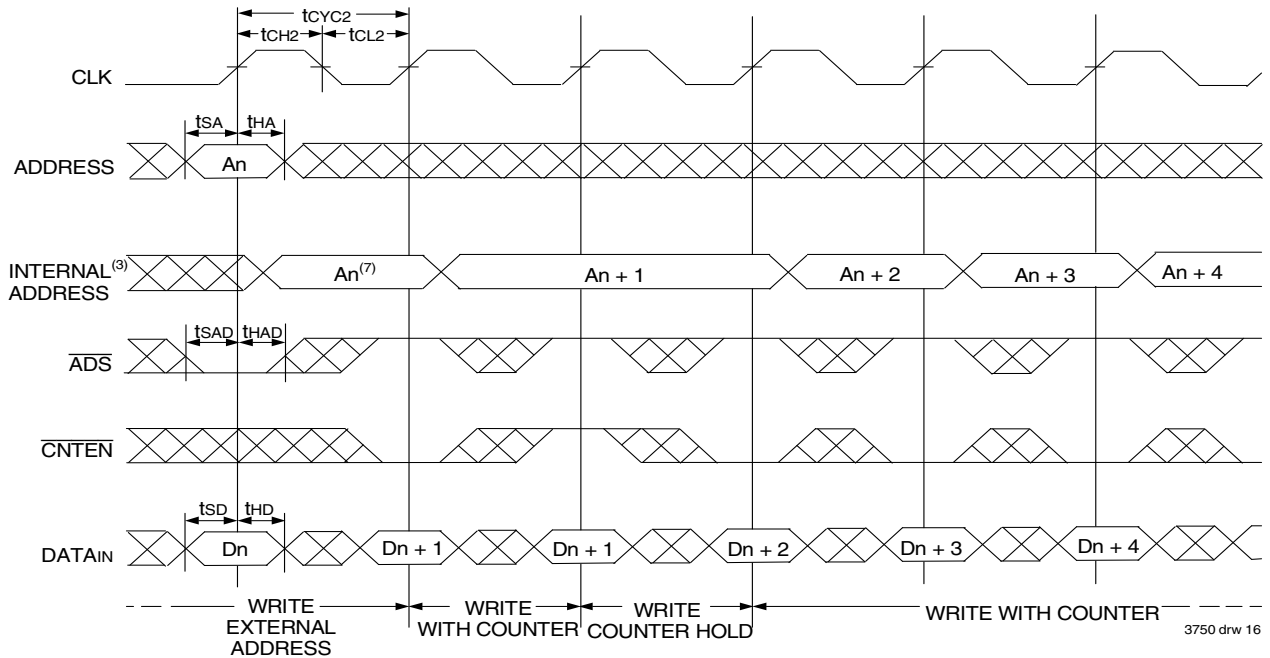 tCYC2
tCH2 tCL2
CLK
tSA tHA
ADDRESS An
INTERNAL(3) ADDRESS An(7) An + 1 An + 2 An + 3 An + 4
tSAD tHAD
ADS
CNTEN
tSD tHD
DATAIN Dn Dn + 1 Dn + 1 Dn + 2 Dn + 3 Dn + 4
WRITE EXTERNAL ADDRESS
WRITE WITH COUNTER
WRITE COUNTER HOLD
WRITE WITH COUNTER
3750 drw 16